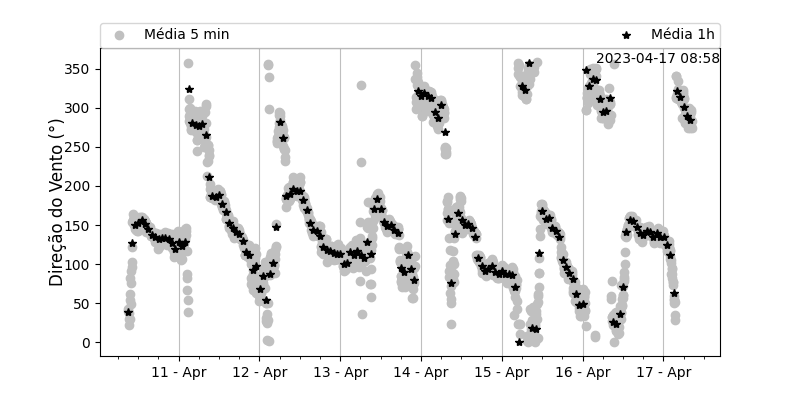 Média 5 min
Média 1h
2023-04-17 08:58
Direção do Vento (°)
350
300
250
200
150
100
50
0
11 - Apr
12 - Apr
13 - Apr
14 - Apr
15 - Apr
16 - Apr
17 - Apr